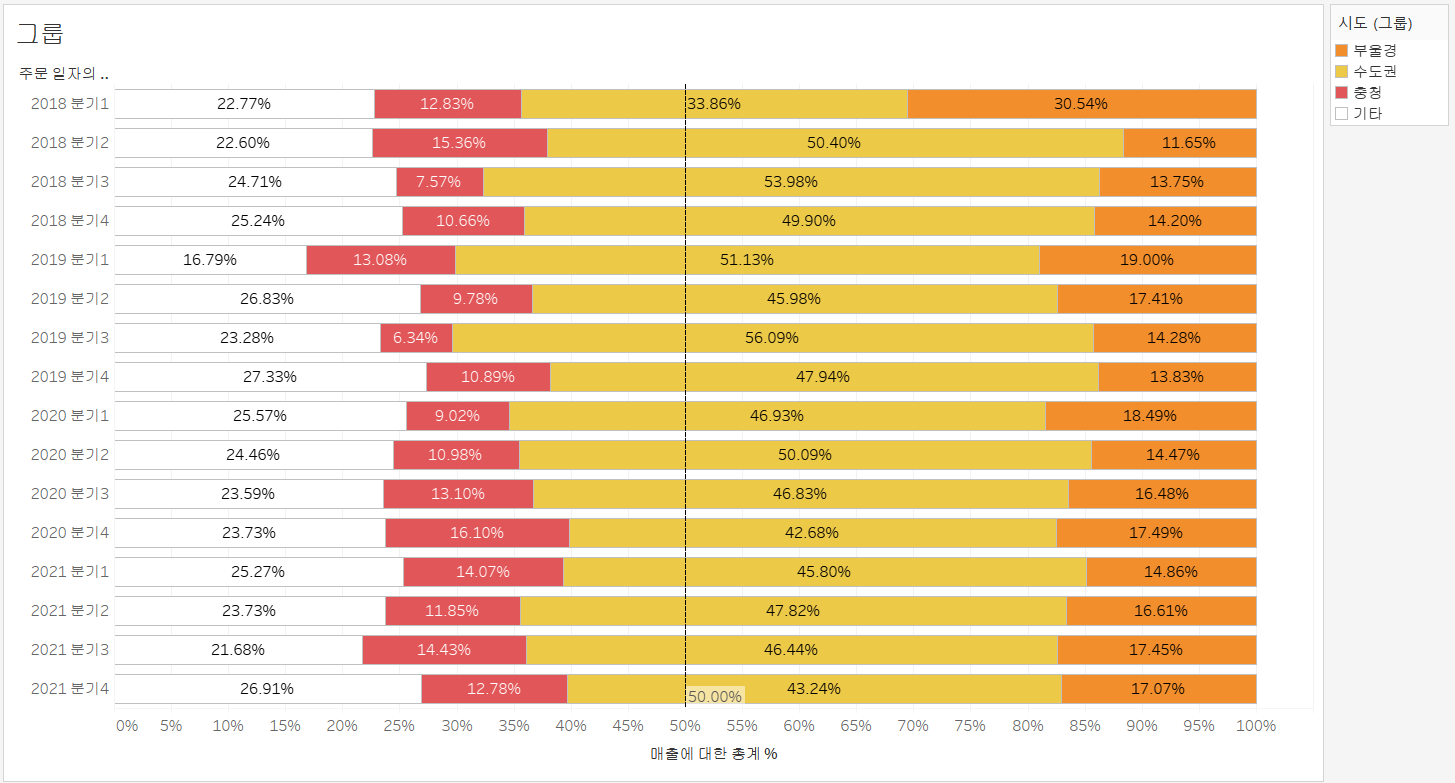 그룹
주문 일자의 ..
2018 분기1 22.77% 12.83% 33.86% 30.54%
2018 분기2 22.60% 15.36% 50.40% 11.65%
2018 분기3 24.71% 7.57% 53.98% 13.75%
2018 분기4 25.24% 10.66% 49.90% 14.20%
2019 분기1 16.79% 13.08% 51.13% 19.00%
2019 분기2 26.83% 9.78% 45.98% 17.41%
2019 분기3 23.28% 6.34% 56.09% 14.28%
2019 분기4 27.33% 10.89% 47.94% 13.83%
2020 분기1 25.57% 9.02% 46.93% 18.49%
2020 분기2 24.46% 10.98% 50.09% 14.47%
2020 분기3 23.59% 13.10% 46.83% 16.48%
2020 분기4 23.73% 16.10% 42.68% 17.49%
2021 분기1 25.27% 14.07% 45.80% 14.86%
2021 분기2 23.73% 11.85% 47.82% 16.61%
2021 분기3 21.68% 14.43% 46.44% 17.45%
2021 분기4 26.91% 12.78% 43.24% 17.07%
50.00%
0% 5% 10% 15% 20% 25% 30% 35% 40% 45% 50% 55% 60% 65% 70% 75% 80% 85% 90% 95% 100%
매출에 대한 총계 %
시도 (그룹)
부울경
수도권
충청
기타